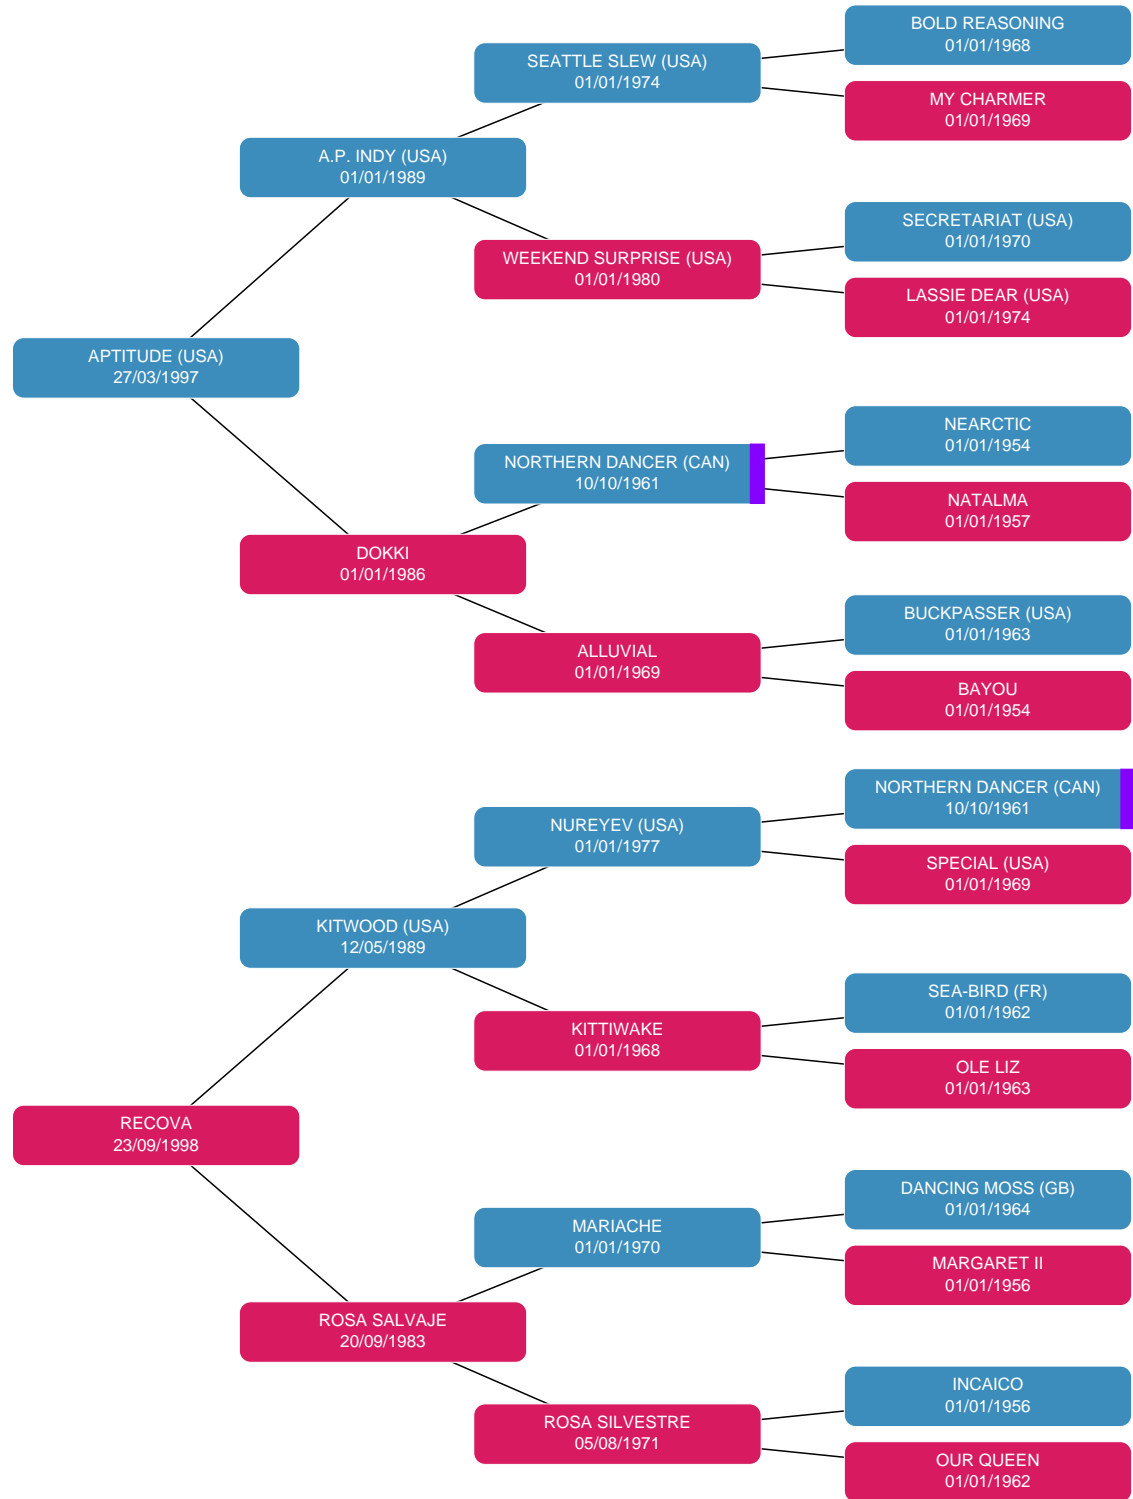 BOLD REASONING
01/01/1968
SEATTLE SLEW (USA)
01/01/1974
MY CHARMER
01/01/1969
A.P. INDY (USA)
01/01/1989
SECRETARIAT (USA)
01/01/1970
WEEKEND SURPRISE (USA)
01/01/1980
LASSIE DEAR (USA)
01/01/1974
APTITUDE (USA)
27/03/1997
NEARCTIC
01/01/1954
NORTHERN DANCER (CAN)
10/10/1961
NATALMA
01/01/1957
DOKKI
01/01/1986
BUCKPASSER (USA)
01/01/1963
ALLUVIAL
01/01/1969
BAYOU
01/01/1954
NORTHERN DANCER (CAN)
10/10/1961
NUREYEV (USA)
01/01/1977
SPECIAL (USA)
01/01/1969
KITWOOD (USA)
12/05/1989
SEA-BIRD (FR)
01/01/1962
KITTIWAKE
01/01/1968
OLE LIZ
01/01/1963
RECOVA
23/09/1998
DANCING MOSS (GB)
01/01/1964
MARIACHE
01/01/1970
MARGARET II
01/01/1956
ROSA SALVAJE
20/09/1983
INCAICO
01/01/1956
ROSA SILVESTRE
05/08/1971
OUR QUEEN
01/01/1962